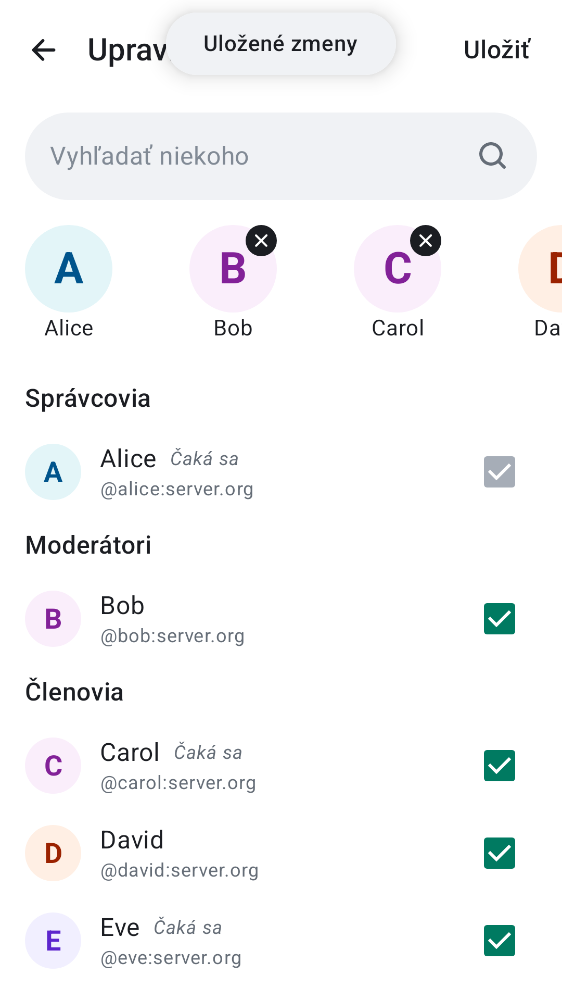 Uprav
Uložené zmeny
Uložiť
Vyhľadať niekoho
A
B
C
Alice
Bob
Carol
Da
Správcovia
A
Alice Čaká sa
@alice:server.org
Moderátori
B
Bob
@bob:server.org
Členovia
C
Carol Čaká sa
@carol:server.org
D
David
@david:server.org
E
Eve Čaká sa
@eve:server.org